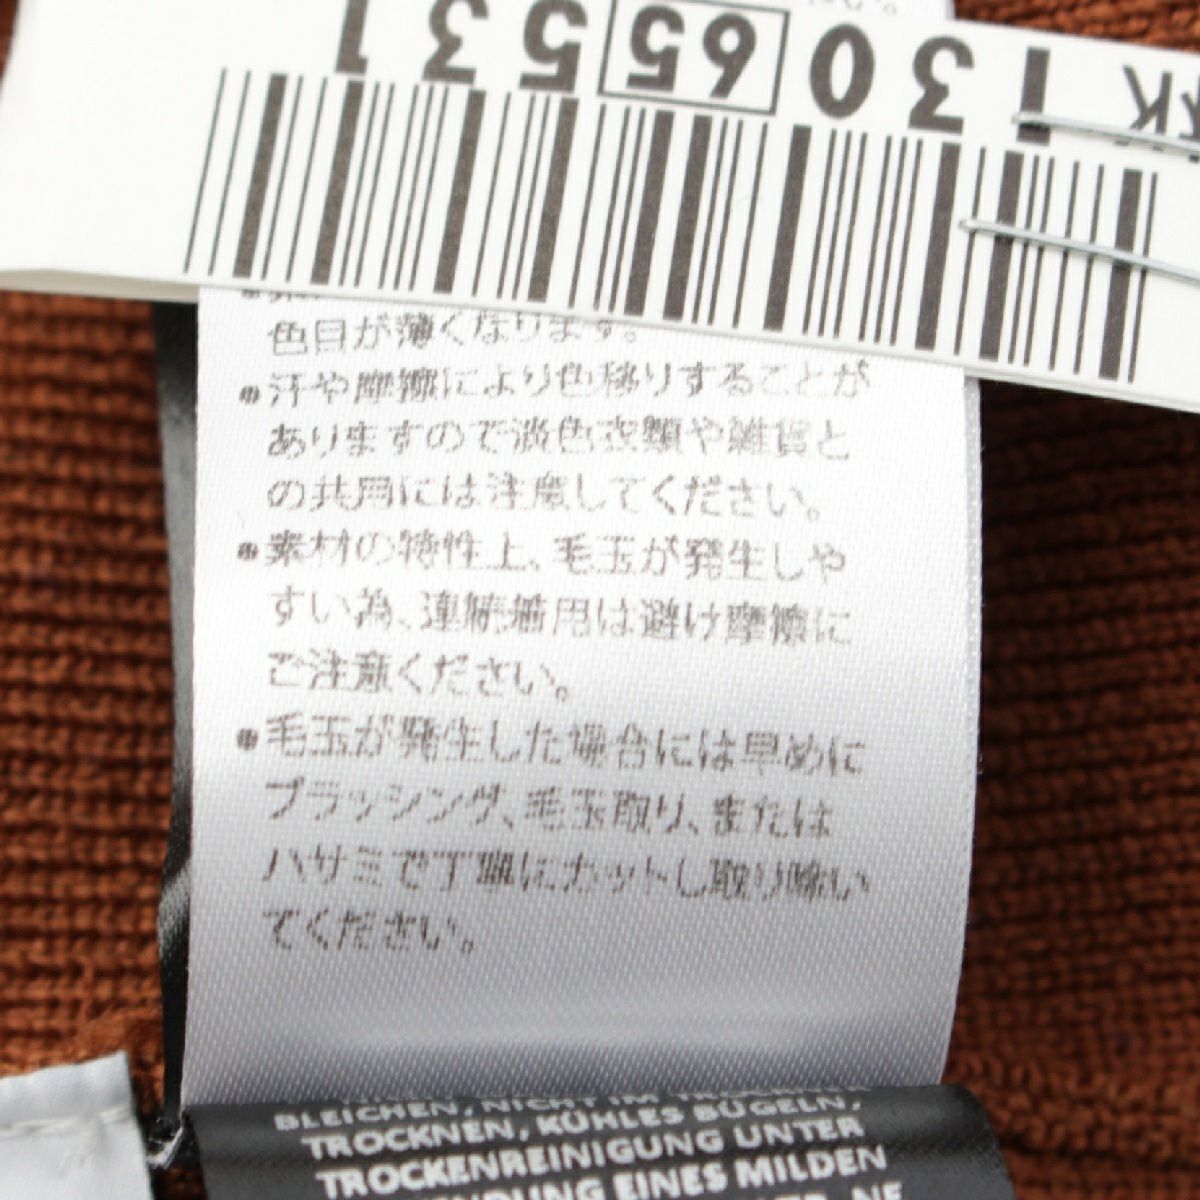 K 1 3 0 65 5 3 1
色目が薄くなります。
●汗や摩擦により色移りすることが
ありますので淡色衣類や雑貨と
の共用には注意してください。
●素材の特性上、毛玉が発生しや
すい為、連続着用は避け摩擦に
ご注意ください。
●毛玉が発生した場合には早めに
ブラッシング、毛玉取り、または
ハサミで丁寧にカットし取り除い
てください。
BLEICHEN, NICHT IM TROCKNER
TROCKNEN, KÜHLES BÜGELN,
TROCKENREINIGUNG UNTER
EINES MILDEN